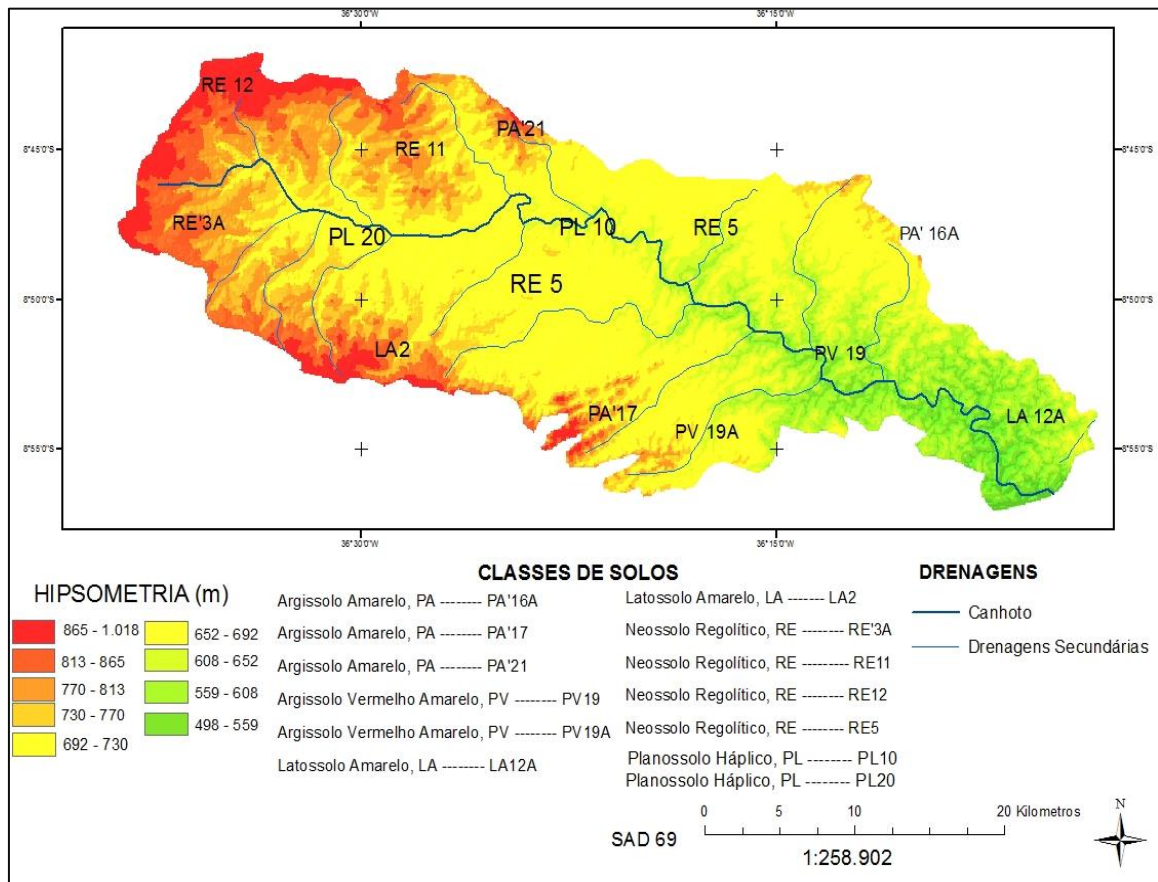 36°30'0"W
36°15'0"W
RE 12
PA'21
8°45'0"S
RE 11
8°45'0"S
RE'3A
PL 20
PL 10
RE 5
PA' 16A
RE 5
8°50'0"S
8°50'0"S
LA2
PV 19
PA'17
PV 19A
LA 12A
8°55'0"S
8°55'0"S
36°30'0"W
36°15'0"W
HIPSOMETRIA (m)
865 - 1.018
813 - 865
770 - 813
730 - 770
692 - 730
652 - 692
608 - 652
559 - 608
498 - 559
CLASSES DE SOLOS
Argissolo Amarelo, PA -------- PA'16A
Argissolo Amarelo, PA -------- PA'17
Argissolo Amarelo, PA -------- PA'21
Argissolo Vermelho Amarelo, PV -------- PV19
Argissolo Vermelho Amarelo, PV -------- PV19A
Latossolo Amarelo, LA -------- LA12A
Latossolo Amarelo, LA ------- LA2
Neossolo Regolítico, RE -------- RE'3A
Neossolo Regolítico, RE -------- RE11
Neossolo Regolítico, RE -------- RE12
Neossolo Regolítico, RE -------- RE5
Planossolo Háplico, PL -------- PL10
Planossolo Háplico, PL -------- PL20
DRENAGENS
Canhoto
Drenagens Secundárias
SAD 69
0 5 10 20 Kilometros
1:258.902
N